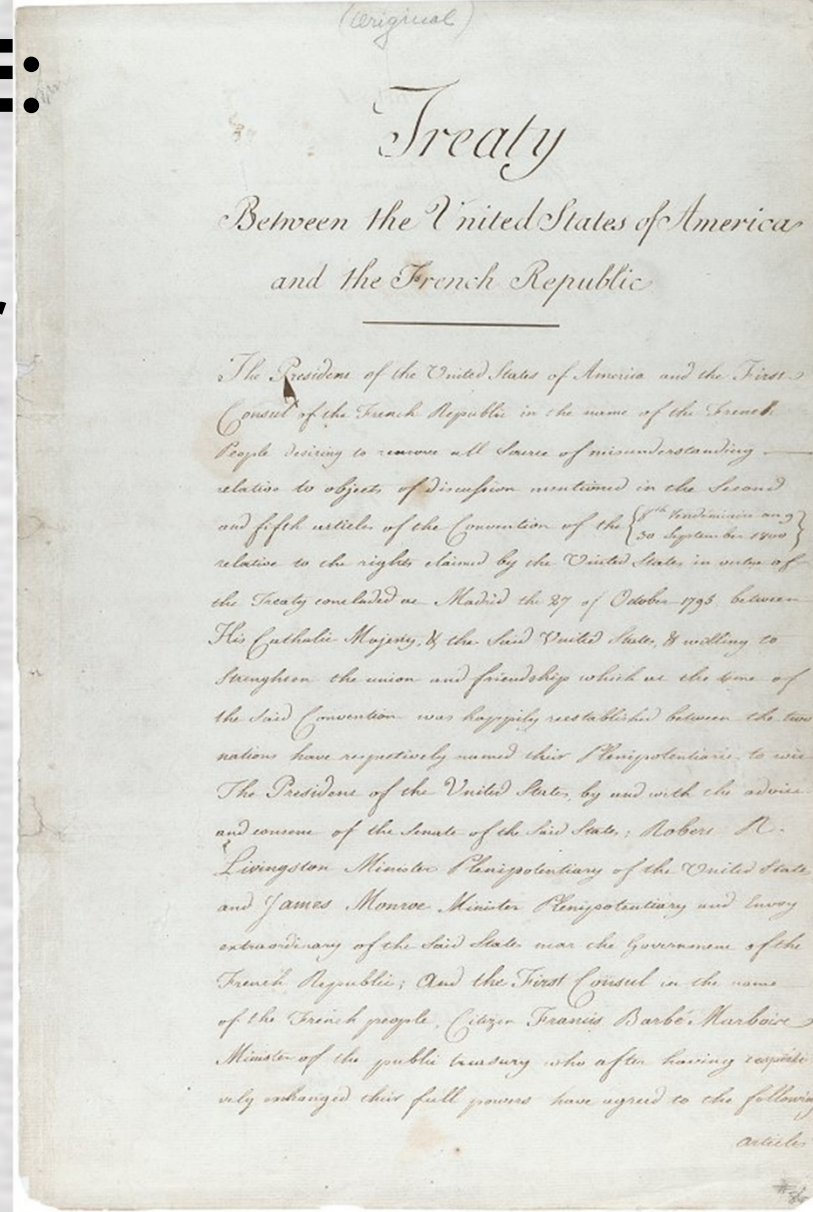 (Original)
Treaty
Between the United States of America
and the French Republic
The President of the United States of America and the First
Consul of the French Republic in the name of the French
People desiring to remove all Source of misunderstanding
relative to objects of discussion mentioned in the Second
and fifth articles of the Convention of the {8th Vendémiaire an 9
30 September 1800}
relative to the rights claimed by the United States in virtue of
the Treaty concluded at Madrid the 27 of October 1795, between
His Catholic Majesty, & the Said United States, & willing to
Strengthen the union and friendship which at the time of
the Said Convention was happily reestablished between the two
nations have respectively named their Plenipotentiaries to wit
The President of the United States, by and with the advice
and consent of the Senate of the Said States; Robert R.
Livingston Minister Plenipotentiary of the United States
and James Monroe Minister Plenipotentiary and Envoy
extraordinary of the Said States near the Government of the
French Republic; And the First Consul in the name
of the French people, Citizen Francis Barbé Marbois
Minister of the public treasury who after having respecti
vely exchanged their full powers have agreed to the following
articles